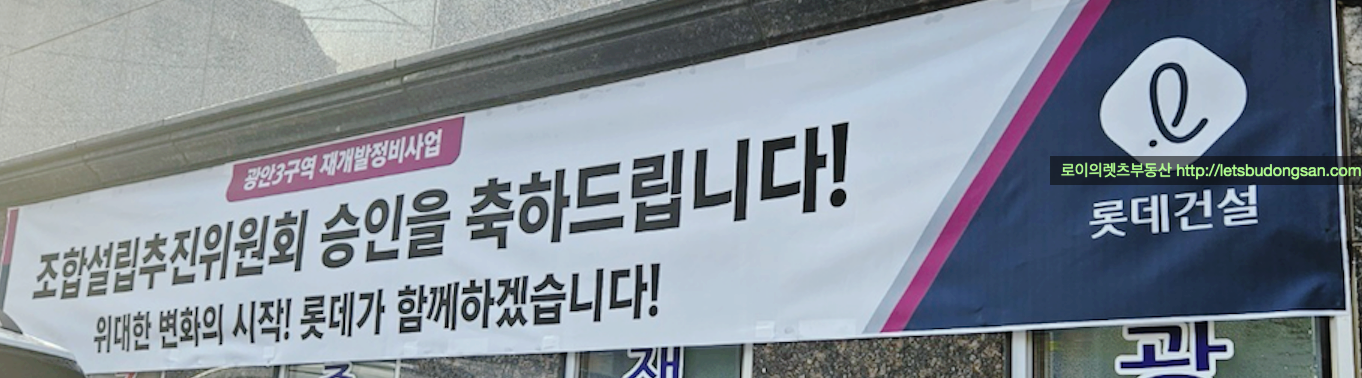 광안3구역 재개발정비사업
조합설립추진위원회 승인을 축하드립니다!
위대한 변화의 시작! 롯데가 함께하겠습니다!
롯데건설
로이의렛츠부동산 http://letsbudongsan.com
광